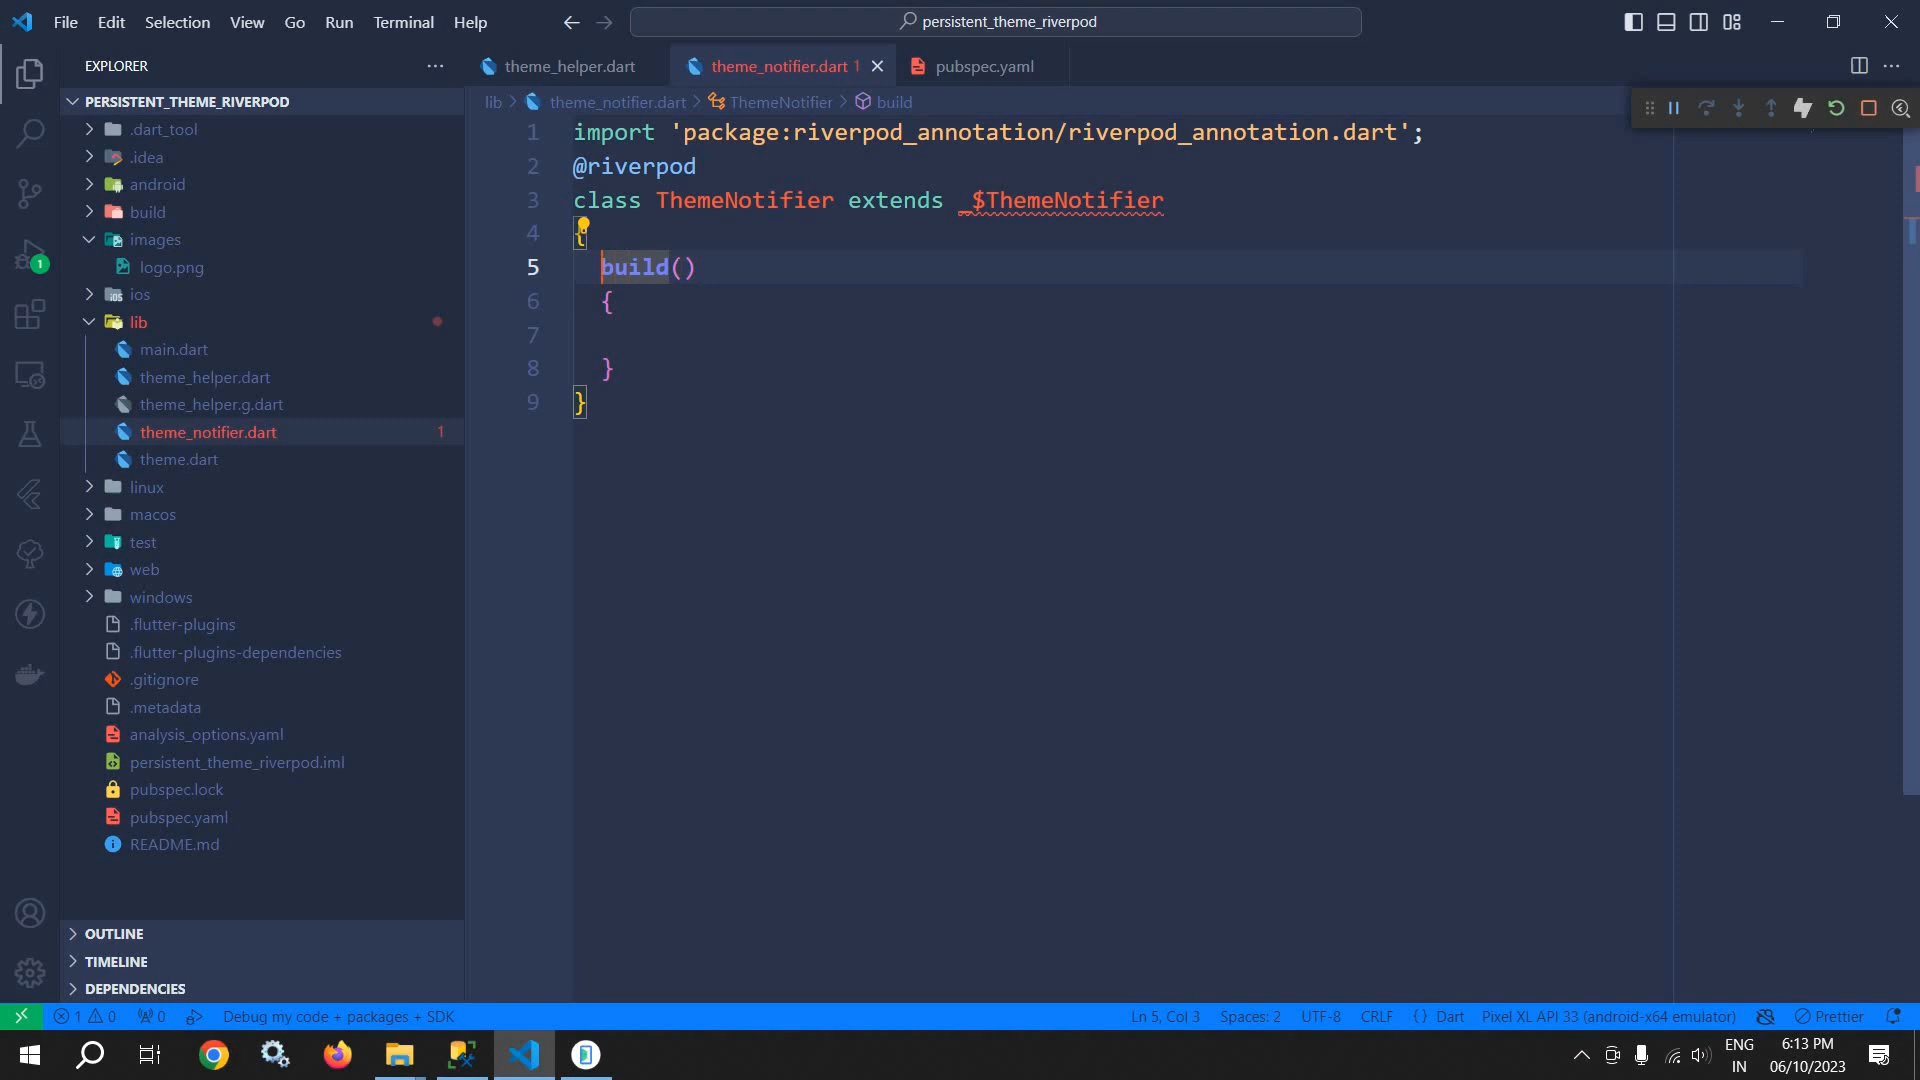 File Edit Selection View Go Run Terminal Help
persistent_theme_riverpod
EXPLORER
theme_helper.dart
theme_notifier.dart 1
pubspec.yaml
PERSISTENT_THEME_RIVERPOD
lib > theme_notifier.dart > ThemeNotifier > build
.dart_tool
.idea
android
build
images
logo.png
ios
lib
main.dart
theme_helper.dart
theme_helper.g.dart
theme_notifier.dart 1
theme.dart
linux
macos
test
web
windows
.flutter-plugins
.flutter-plugins-dependencies
.gitignore
.metadata
analysis_options.yaml
persistent_theme_riverpod.iml
pubspec.lock
pubspec.yaml
README.md
OUTLINE
TIMELINE
DEPENDENCIES
1 import 'package:riverpod_annotation/riverpod_annotation.dart';
2 @riverpod
3 class ThemeNotifier extends _$ThemeNotifier
4 {
5 build()
6 {
7
8 }
9 }
1
1 0 0 Debug my code + packages + SDK
Ln 5, Col 3 Spaces: 2 UTF-8 CRLF {} Dart Pixel XL API 33 (android-x64 emulator) Prettier
ENG
IN
6:13 PM
06/10/2023